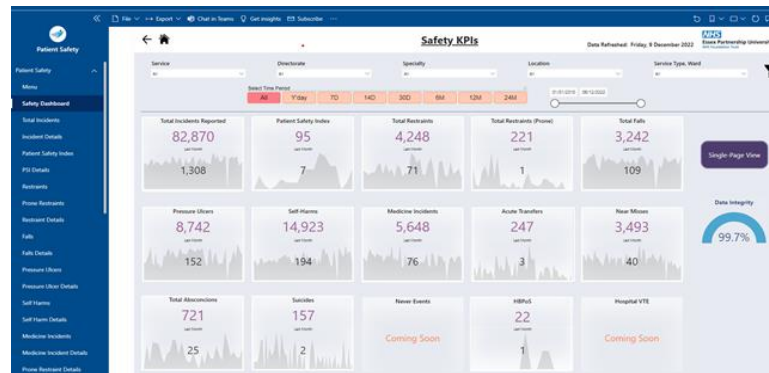 File Export Chat in Teams Get insights Subscribe ···
Patient Safety
Safety KPIs
Data Refreshed: Friday, 9 December 2022
NHS
Essex Partnership University
NHS Foundation Trust
Patient Safety
Menu
Safety Dashboard
Total Incidents
Incident Details
Patient Safety Index
PSI Details
Restraints
Prone Restraints
Restraint Details
Falls
Falls Details
Pressure Ulcers
Pressure Ulcer Details
Self Harms
Self Harm Details
Medicine Incidents
Medicine Incident Details
Prone Restraint Details
Service Directorate Specialty Location Service Type, Ward
All All All All All
Select Time Period
All Y'day 7D 14D 30D 6M 12M 24M
01/01/2015 08/12/2022
Total Incidents Reported Patient Safety Index Total Restraints Total Restraints (Prone) Total Falls
82,870 95 4,248 221 3,242
Last Month Last Month Last Month Last Month Last Month
1,308 7 71 1 109
Single-Page View
Pressure Ulcers Self-Harms Medicine Incidents Acute Transfers Near Misses
8,742 14,923 5,648 247 3,493
Last Month Last Month Last Month Last Month Last Month
152 194 76 3 40
Data Integrity
99.7%
Total Absconsions Suicides Never Events HBPoS Hospital VTE
721 157 22
Last Month Last Month Coming Soon Last Month Coming Soon
25 2 1